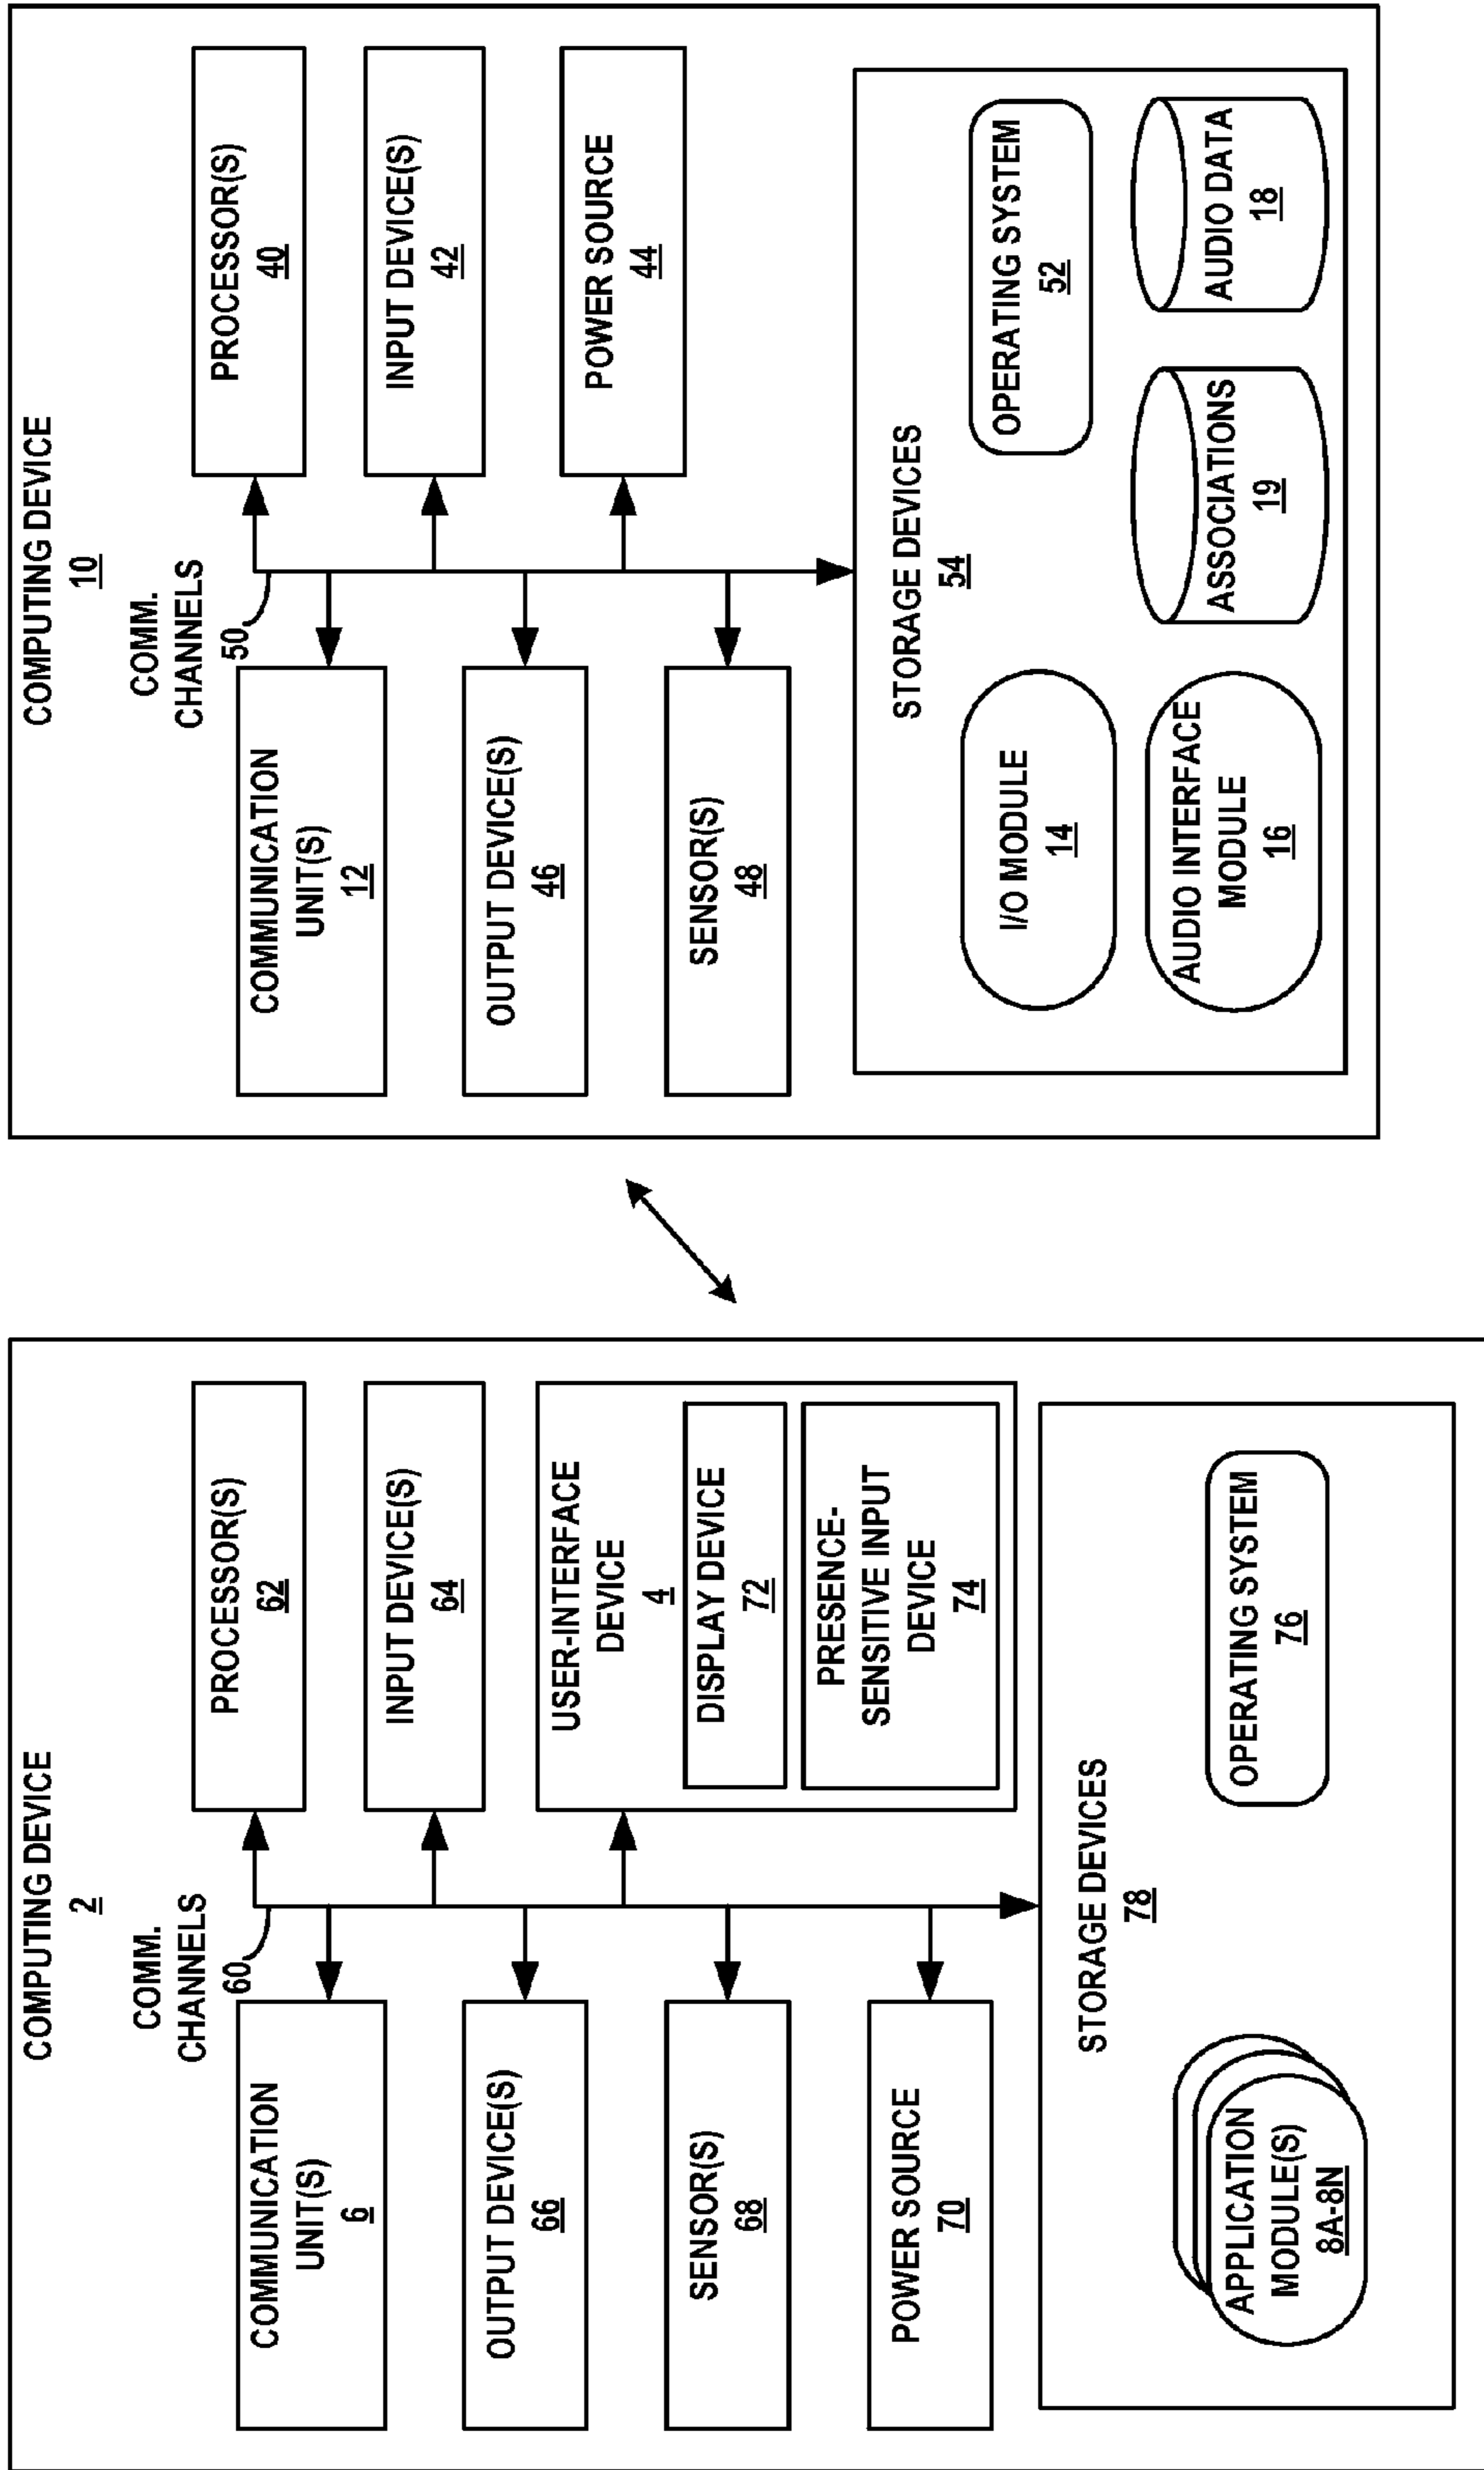 COMPUTING DEVICE
2
COMM.
CHANNELS
60
COMMUNICATION
UNIT(S)
6
PROCESSOR(S)
62
INPUT DEVICE(S)
64
OUTPUT DEVICE(S)
66
USER-INTERFACE
DEVICE
4
DISPLAY DEVICE
72
PRESENCE-
SENSITIVE INPUT
DEVICE
74
SENSOR(S)
68
POWER SOURCE
70
STORAGE DEVICES
78
APPLICATION
MODULE(S)
8A-8N
OPERATING SYSTEM
76
COMPUTING DEVICE
10
COMM.
CHANNELS
50
COMMUNICATION
UNIT(S)
12
PROCESSOR(S)
40
INPUT DEVICE(S)
42
OUTPUT DEVICE(S)
46
POWER SOURCE
44
SENSOR(S)
48
STORAGE DEVICES
54
I/O MODULE
14
OPERATING SYSTEM
52
AUDIO INTERFACE
MODULE
16
ASSOCIATIONS
19
AUDIO DATA
18